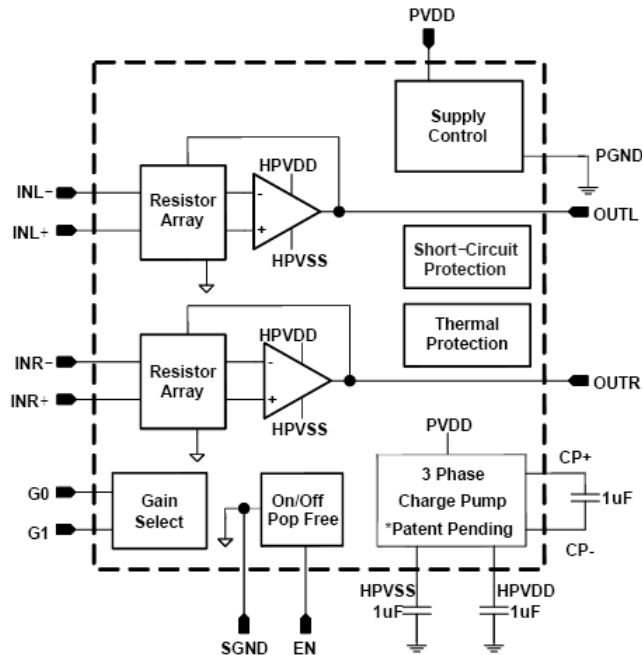 PVDD
Supply
Control
PGND
INL−
INL+
Resistor
Array
HPVDD
-
+
HPVSS
OUTL
Short−Circuit
Protection
Thermal
Protection
INR−
INR+
Resistor
Array
HPVDD
-
+
HPVSS
OUTR
G0
G1
Gain
Select
On/Off
Pop Free
PVDD
3 Phase
Charge Pump
*Patent Pending
CP+
1uF
CP-
HPVSS
1uF
HPVDD
1uF
SGND
EN